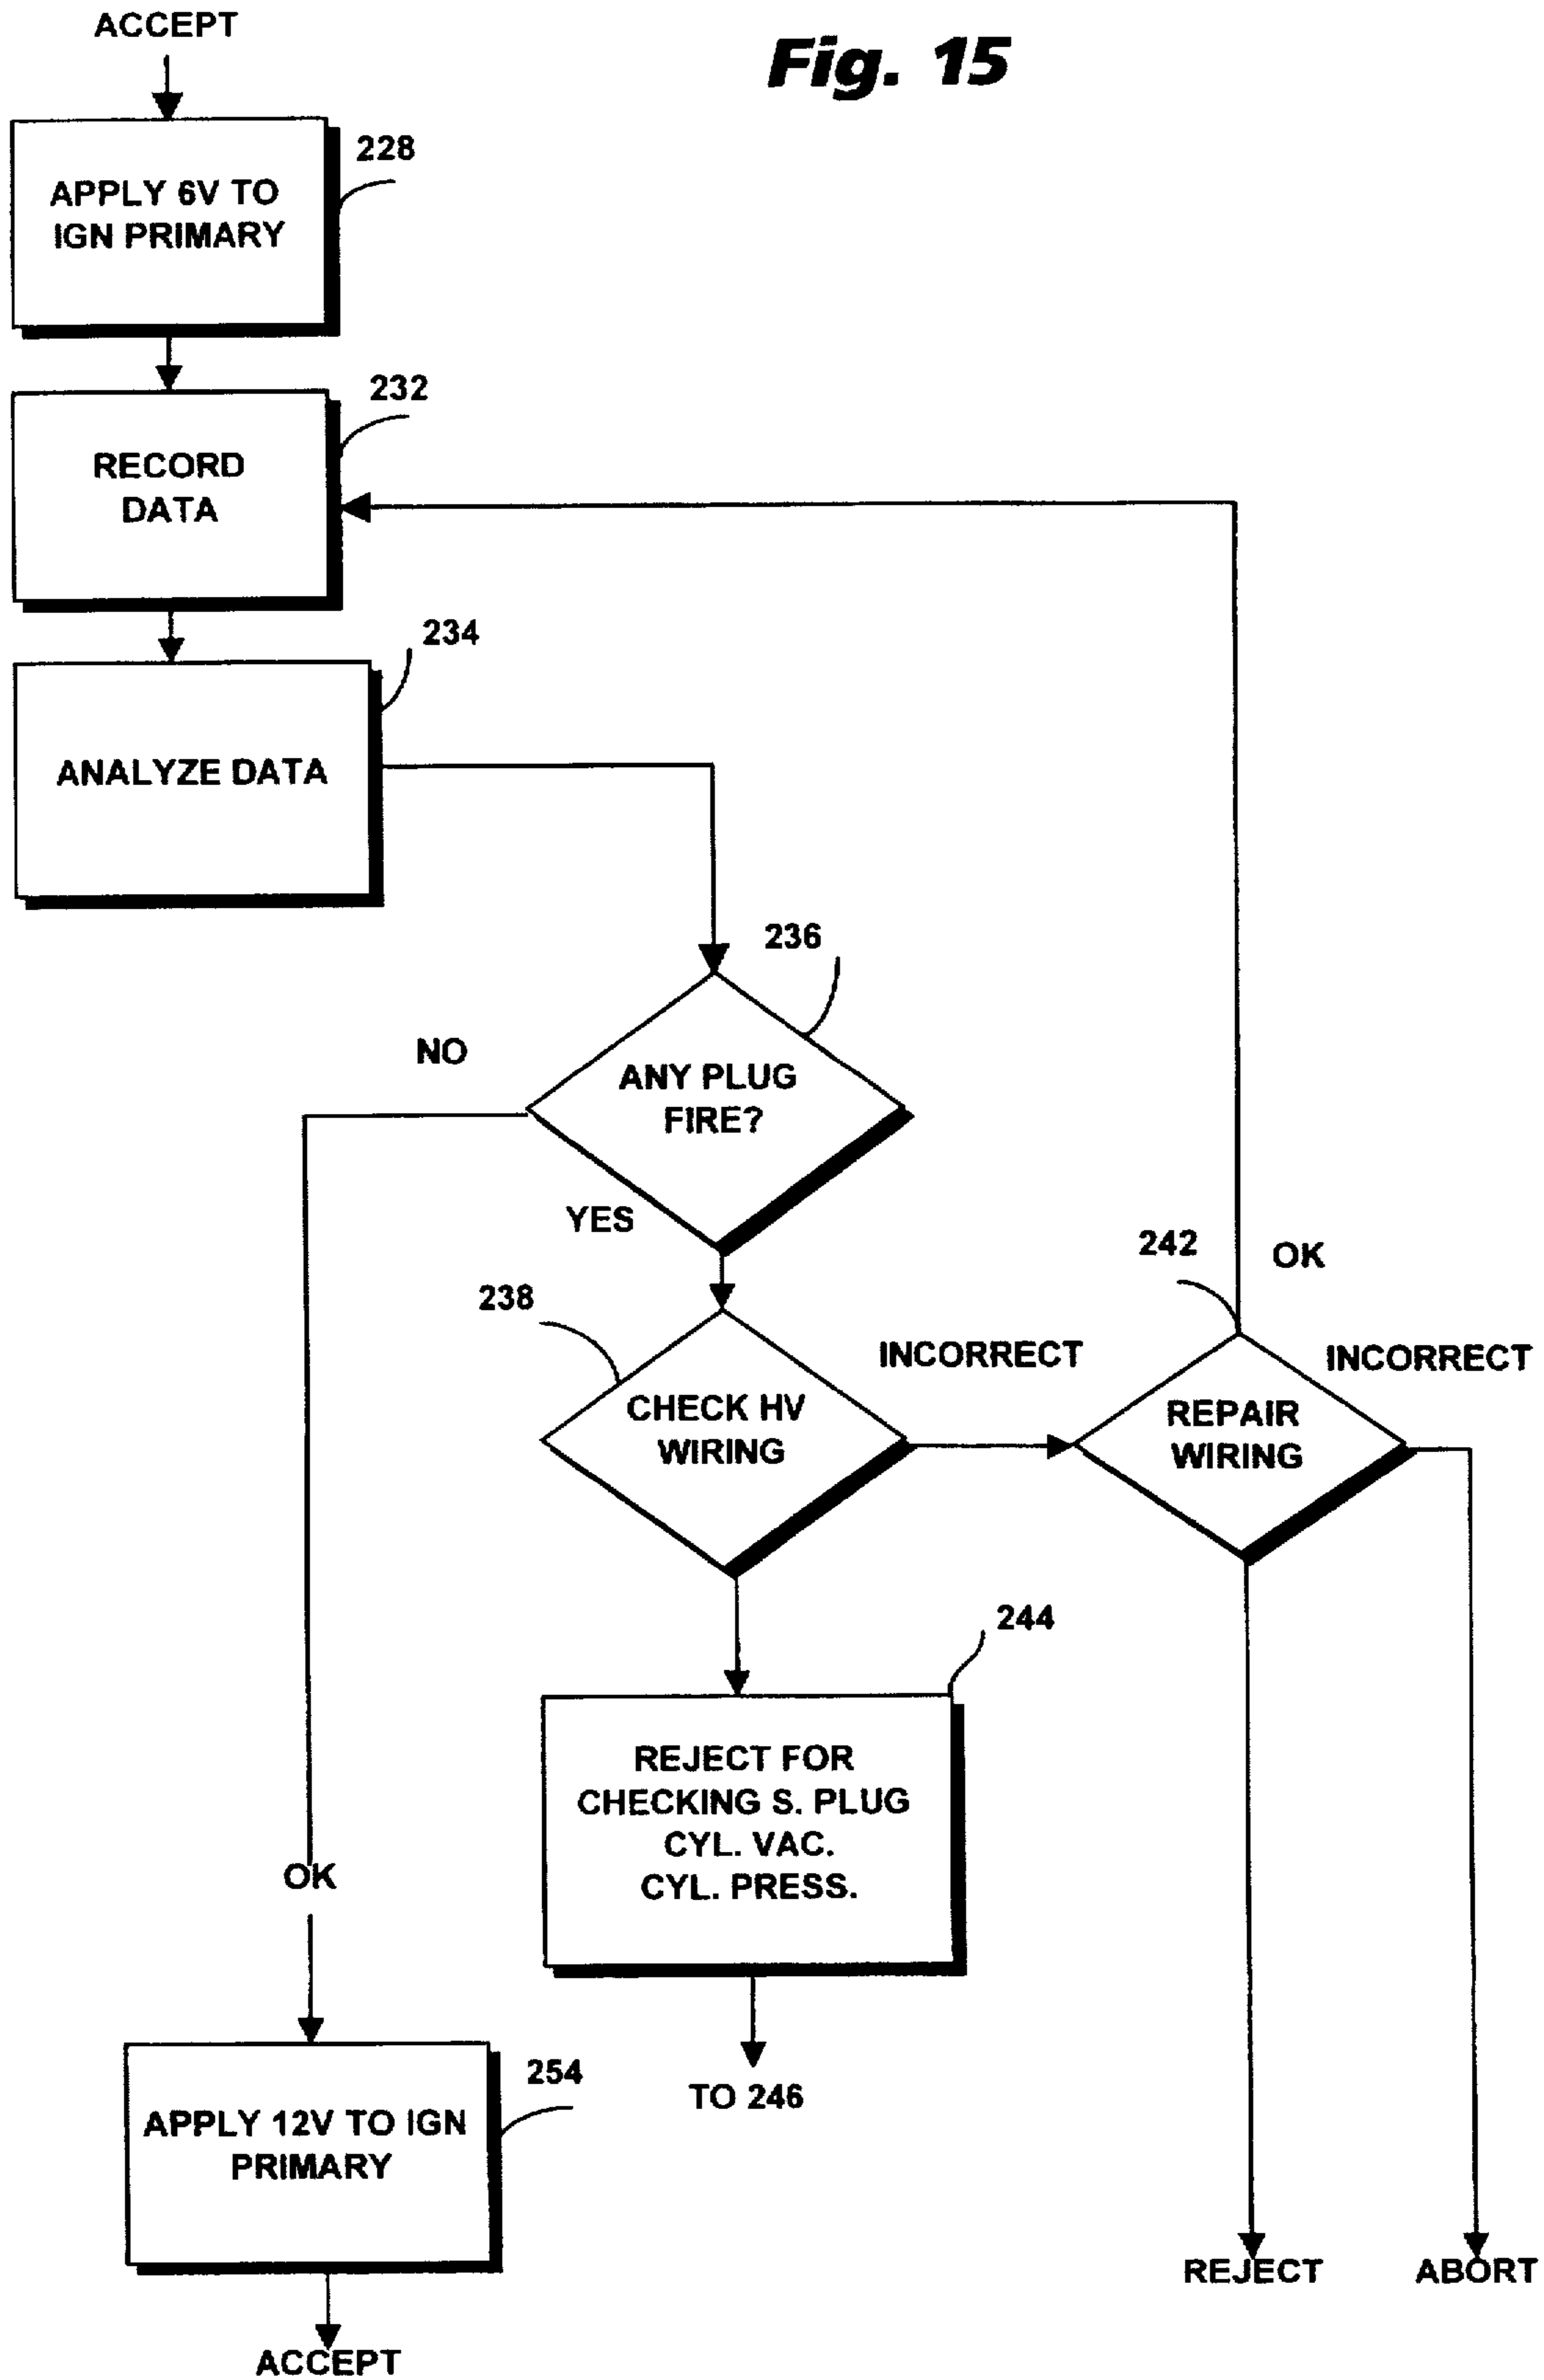 ACCEPT
Fig. 15
228
APPLY 6V TO
IGN PRIMARY
232
RECORD
DATA
234
ANALYZE DATA
236
NO
ANY PLUG
FIRE?
YES
242
OK
238
INCORRECT
INCORRECT
CHECK HV
WIRING
REPAIR
WIRING
244
REJECT FOR
CHECKING S. PLUG
CYL. VAC.
CYL. PRESS.
OK
254
TO 246
APPLY 12V TO IGN
PRIMARY
REJECT
ABORT
ACCEPT